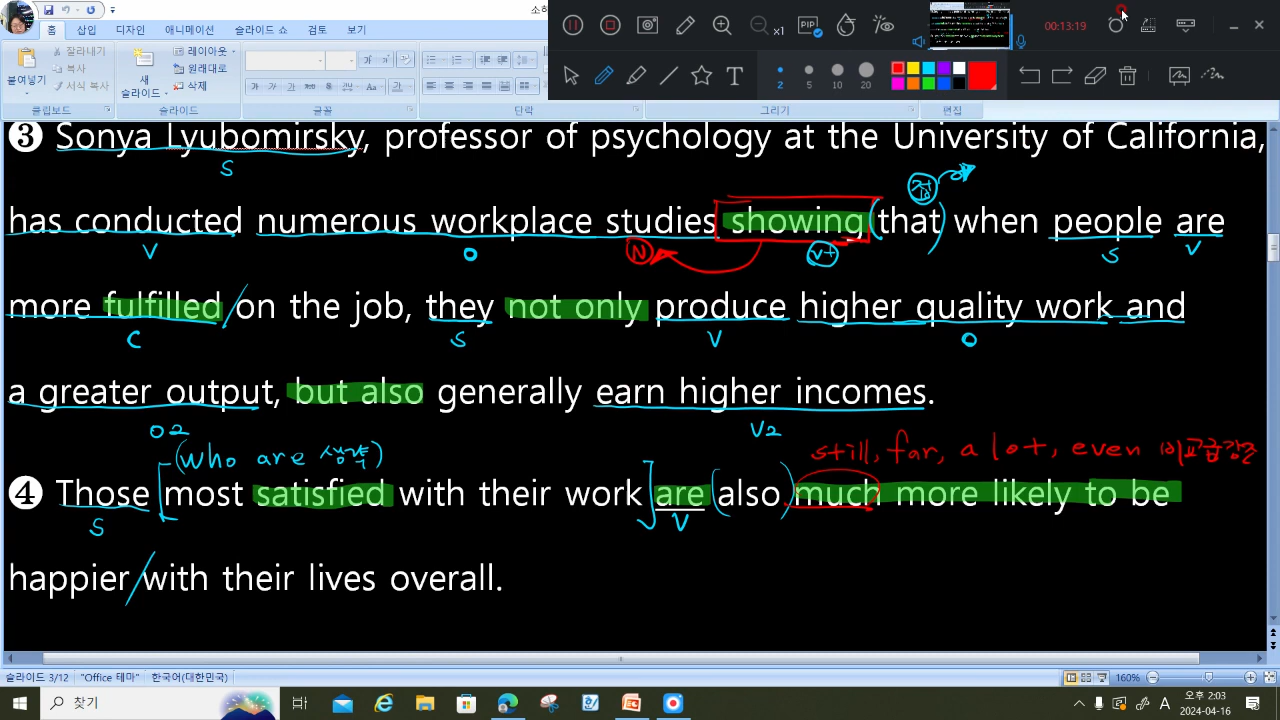 소
홈 삽입 디자인 애니메이션 슬라이드 검토 보기
PIP x1 00:13:19
붙여넣기 잘라내기 복사 서식 복사
새 슬라이드 레이아웃 원래대로 삭제
2 5 10 20
클립보드 슬라이드 글꼴 단락 그리기 편집
❸ Sonya Lyubomirsky, professor of psychology at the University of California,
S
has conducted numerous workplace studies showing (that) when people are
V O N V+ S V
more fulfilled / on the job, they not only produce higher quality work and
C S V O
a greater output, but also generally earn higher incomes.
O2 V2
(who are 생략) still, far, a lot, even 비교급강조
❹ Those [most satisfied with their work] are (also) much more likely to be
S V
happier / with their lives overall.
슬라이드 3/12 "Office 테마" 한국어(대한민국) 160%
찾기 A 오후 2:03
2024-04-16